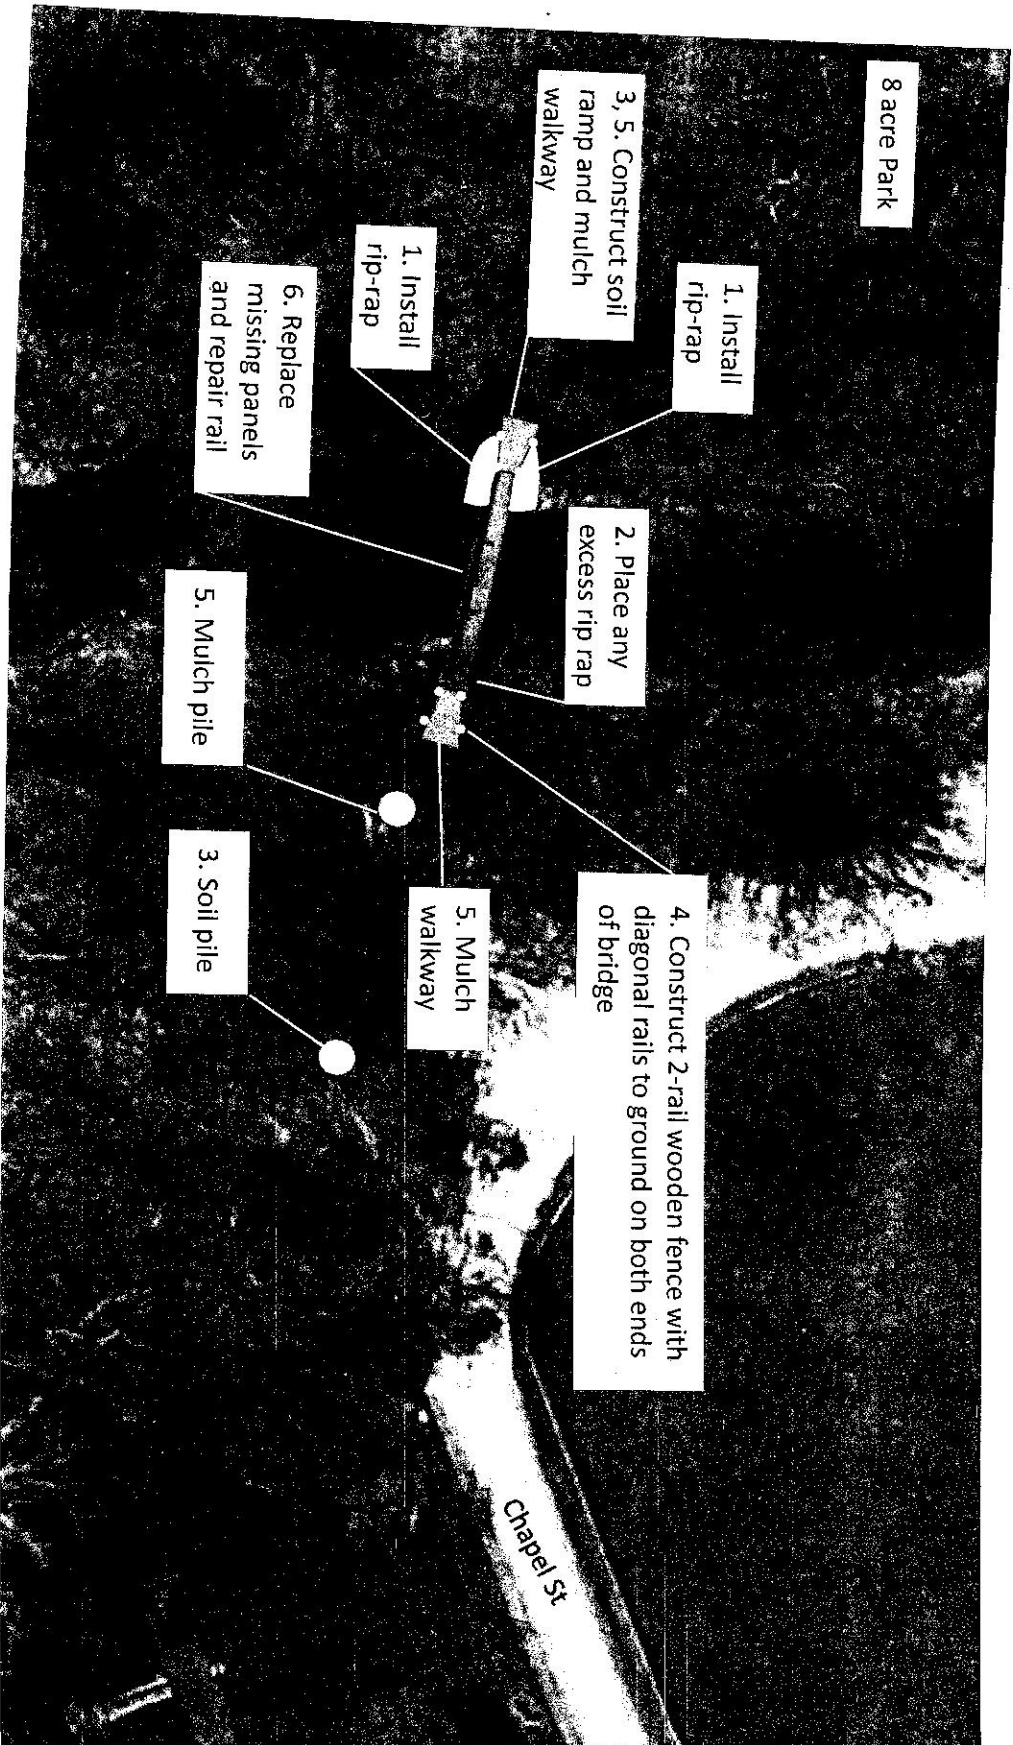 8 acre Park
1. Install
rip-rap
3, 5. Construct soil
ramp and mulch
walkway
1. Install
rip-rap
6. Replace
missing panels
and repair rail
2. Place any
excess rip rap
5. Mulch pile
4. Construct 2-rail wooden fence with
diagonal rails to ground on both ends
of bridge
5. Mulch
walkway
3. Soil pile
Chapel St